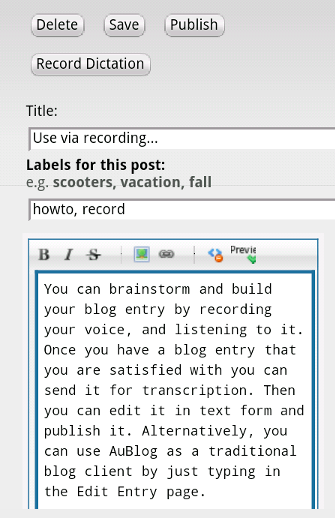 Delete Save Publish
Record Dictation
Title:
Use via recording...
Labels for this post:
e.g. scooters, vacation, fall
howto, record
B I S Previe
You can brainstorm and build
your blog entry by recording
your voice, and listening to it.
Once you have a blog entry that
you are satisfied with you can
send it for transcription. Then
you can edit it in text form and
publish it. Alternatively, you
can use AuBlog as a traditional
blog client by just typing in
the Edit Entry page.